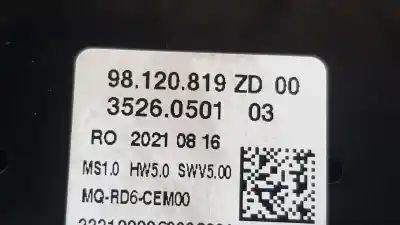 98.120.819 ZD 00
3526.0501 03
RO 2021 08 16
MS1.0 HW5.0 SWV5.00
MQ-RD6-CEM00